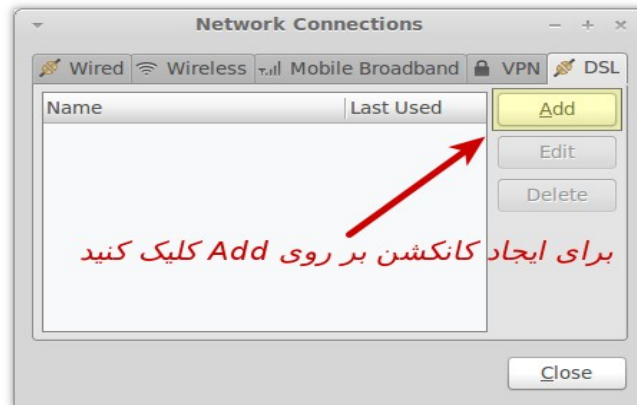 Network Connections
Wired Wireless Mobile Broadband VPN DSL
Name Last Used Add
Edit
Delete
برای ایجاد کانکشن بر روی Add کلیک کنید
Close